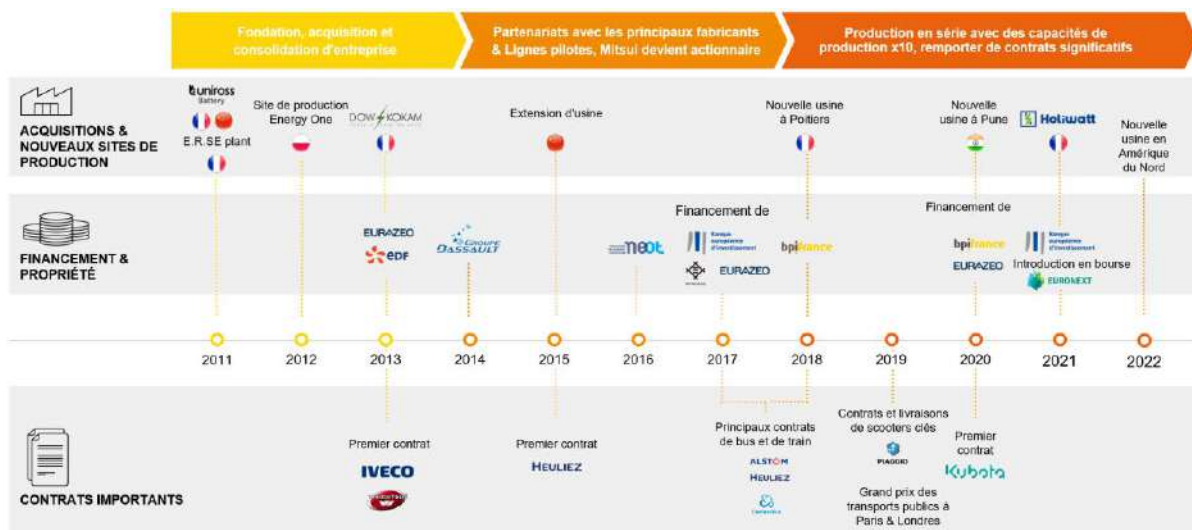 Fondation, acquisition et
consolidation d'entreprise
Partenariats avec les principaux fabricants
& Lignes pilotes, Mitsui devient actionnaire
Production en série avec des capacités de
production x10, remporter de contrats significatifs
ACQUISITIONS &
NOUVEAUX SITES DE
PRODUCTION
uniross
Battery
E.R.SE plant
Site de production
Energy One
DOW KOKAM
Extension d'usine
Nouvelle usine
à Poitiers
Nouvelle
usine à Pune
Holiwatt
Nouvelle
usine en
Amérique
du Nord
FINANCEMENT &
PROPRIÉTÉ
EURAZEO
eDF
GROUPE
DASSAULT
neot
Financement de
Banque
européenne
d'investissement
EURAZEO
bpifrance
Financement de
bpifrance
EURAZEO
Banque
européenne
d'investissement
Introduction en bourse
EURONEXT
2011
2012
2013
2014
2015
2016
2017
2018
2019
2020
2021
2022
CONTRATS IMPORTANTS
Premier contrat
IVECO
Premier contrat
HEULIEZ
Principaux contrats
de bus et de train
ALSTOM
HEULIEZ
Contrats et livraisons
de scooters clés
PIAGGIO
Grand prix des
transports publics à
Paris & Londres
Premier
contrat
Kubota